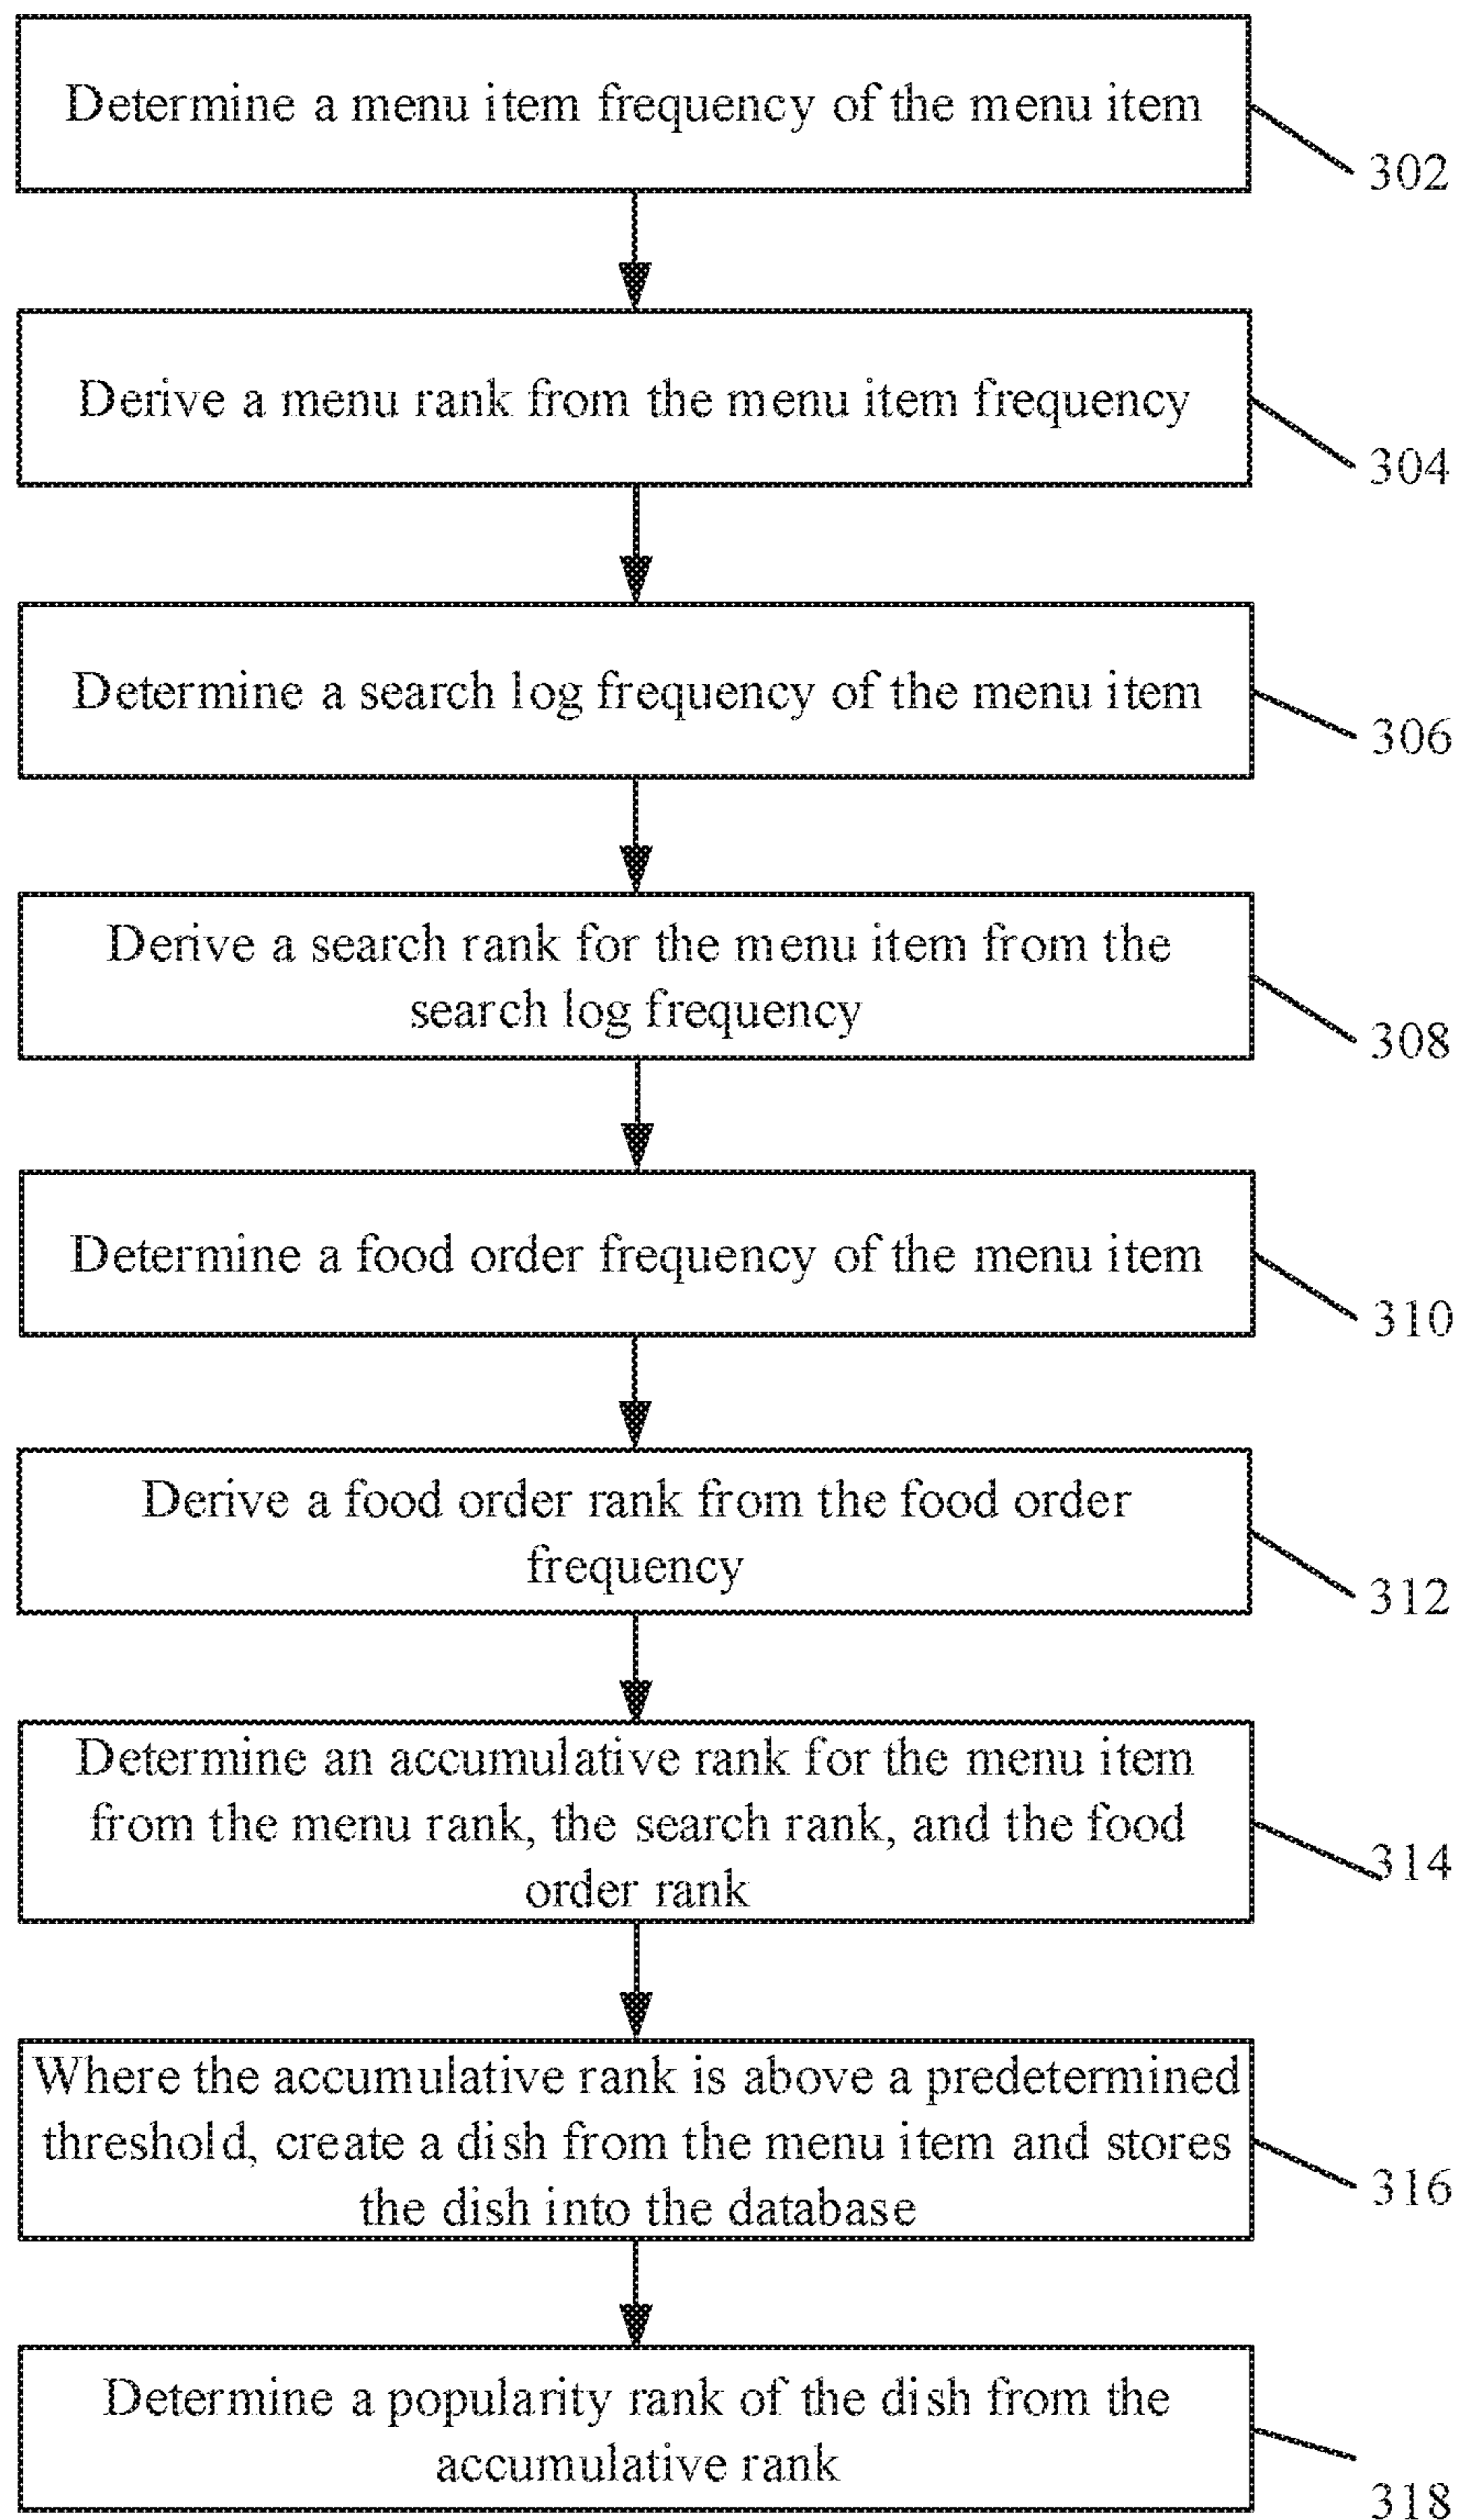 Determine a menu item frequency of the menu item
302
Derive a menu rank from the menu item frequency
304
Determine a search log frequency of the menu item
306
Derive a search rank for the menu item from the
search log frequency
308
Determine a food order frequency of the menu item
310
Derive a food order rank from the food order
frequency
312
Determine an accumulative rank for the menu item
from the menu rank, the search rank, and the food
order rank
314
Where the accumulative rank is above a predetermined
threshold, create a dish from the menu item and stores
the dish into the database
316
Determine a popularity rank of the dish from the
accumulative rank
318